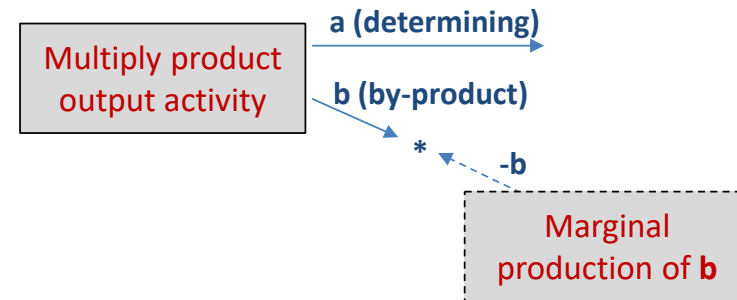 a (determining)
Multiply product
output activity
b (by-product)
*
-b
Marginal
production of b